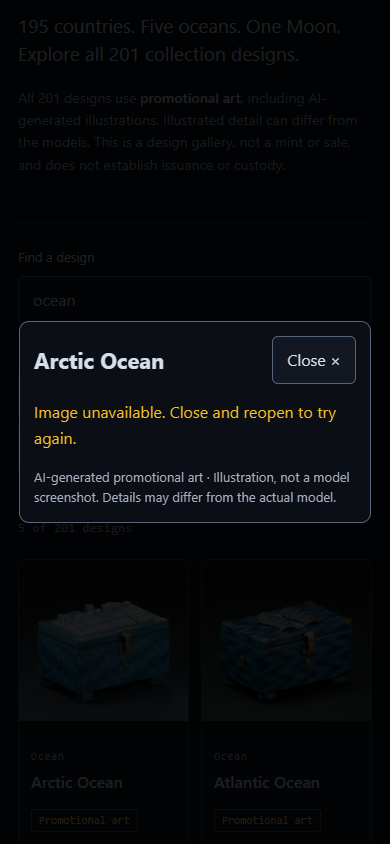 195 countries. Five oceans. One Moon.
Explore all 201 collection designs.
All 201 designs use promotional art, including AI-
generated illustrations. Illustrated detail can differ from
the models. This is a design gallery, not a mint or sale,
and does not establish issuance or custody.
Find a design
ocean
Arctic Ocean
Close ×
Image unavailable. Close and reopen to try
again.
AI-generated promotional art · Illustration, not a model
screenshot. Details may differ from the actual model.
5 of 201 designs
Ocean
Arctic Ocean
Promotional art
Ocean
Atlantic Ocean
Promotional art